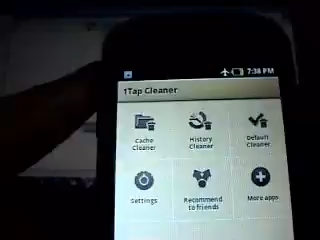 7:38 PM
1Tap Cleaner
Cache
Cleaner
History
Cleaner
Default
Cleaner
Settings
Recommend
to friends
More apps